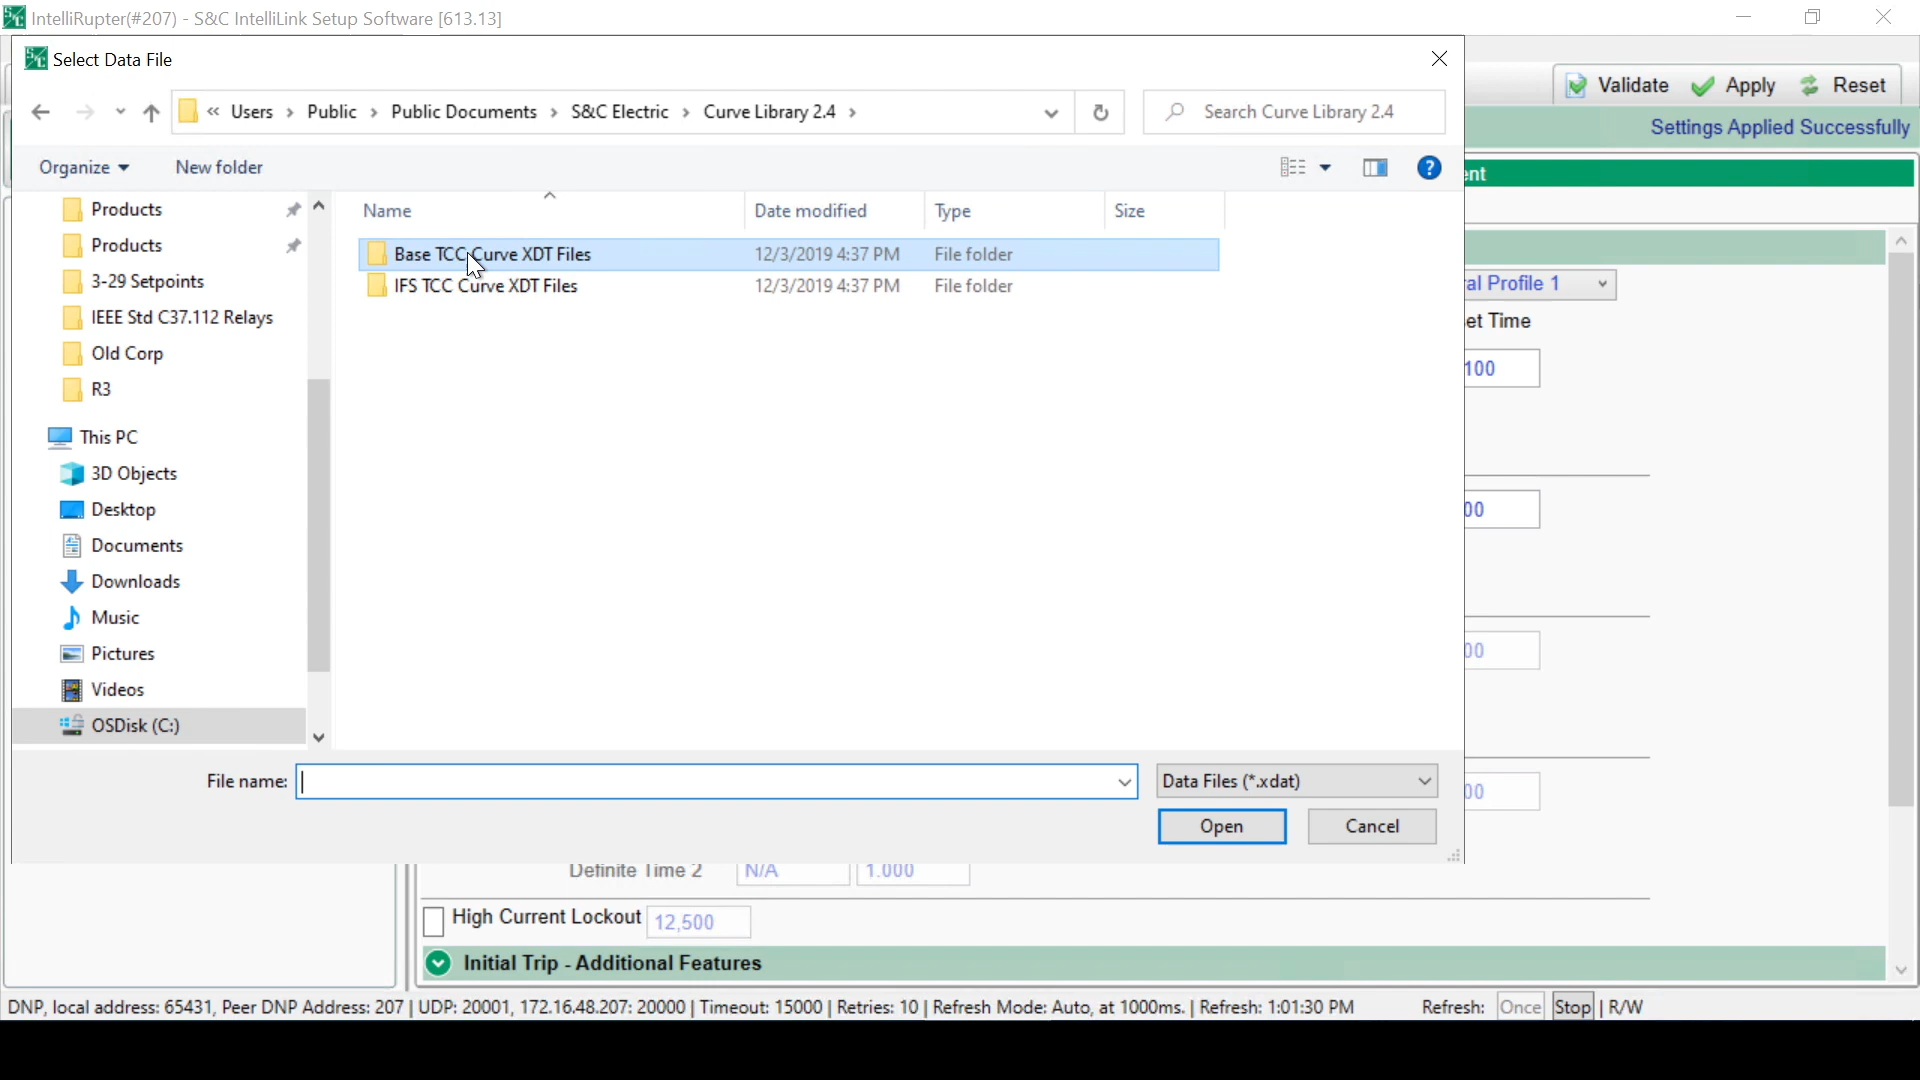 IntelliRupter(#207) - S&C IntelliLink Setup Software [613.13]
Select Data File
Validate Apply Reset
« Users › Public › Public Documents › S&C Electric › Curve Library 2.4 ›
Search Curve Library 2.4
Settings Applied Successfully
Organize New folder
?
ent
Name Date modified Type Size
Products
Products
3-29 Setpoints
IEEE Std C37.112 Relays
Old Corp
R3
This PC
3D Objects
Desktop
Documents
Downloads
Music
Pictures
Videos
OSDisk (C:)
Base TCC Curve XDT Files 12/3/2019 4:37 PM File folder
IFS TCC Curve XDT Files 12/3/2019 4:37 PM File folder
al Profile 1
et Time
100
00
00
00
File name: Data Files (*.xdat)
Open Cancel
Definite Time 2 N/A 1.000
High Current Lockout 12,500
Initial Trip - Additional Features
DNP, local address: 65431, Peer DNP Address: 207 | UDP: 20001, 172.16.48.207: 20000 | Timeout: 15000 | Retries: 10 | Refresh Mode: Auto, at 1000ms. | Refresh: 1:01:30 PM Refresh: Once Stop | R/W